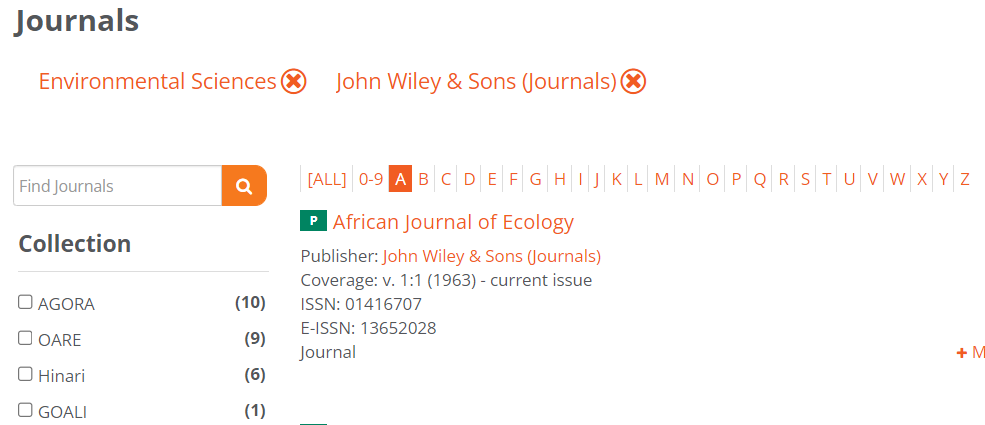 Journals
Environmental Sciences John Wiley & Sons (Journals)
Find Journals
[ALL] 0-9 A B C D E F G H I J K L M N O P Q R S T U V W X Y Z
P African Journal of Ecology
Publisher: John Wiley & Sons (Journals)
Coverage: v. 1:1 (1963) - current issue
ISSN: 01416707
E-ISSN: 13652028
Journal
+ M
Collection
AGORA (10)
OARE (9)
Hinari (6)
GOALI (1)